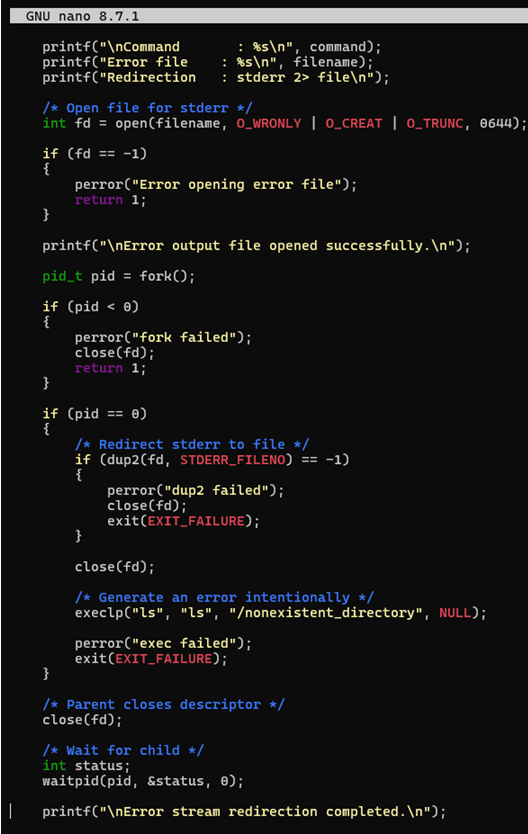 GNU nano 8.7.1
printf("\nCommand       : %s\n", command);
printf("Error file    : %s\n", filename);
printf("Redirection   : stderr 2> file\n");
/* Open file for stderr */
int fd = open(filename, O_WRONLY | O_CREAT | O_TRUNC, 0644);
if (fd == -1)
{
    perror("Error opening error file");
    return 1;
}
printf("\nError output file opened successfully.\n");
pid_t pid = fork();
if (pid < 0)
{
    perror("fork failed");
    close(fd);
    return 1;
}
if (pid == 0)
{
    /* Redirect stderr to file */
    if (dup2(fd, STDERR_FILENO) == -1)
    {
        perror("dup2 failed");
        close(fd);
        exit(EXIT_FAILURE);
    }
    close(fd);
    /* Generate an error intentionally */
    execlp("ls", "ls", "/nonexistent_directory", NULL);
    perror("exec failed");
    exit(EXIT_FAILURE);
}
/* Parent closes descriptor */
close(fd);
/* Wait for child */
int status;
waitpid(pid, &status, 0);
printf("\nError stream redirection completed.\n");